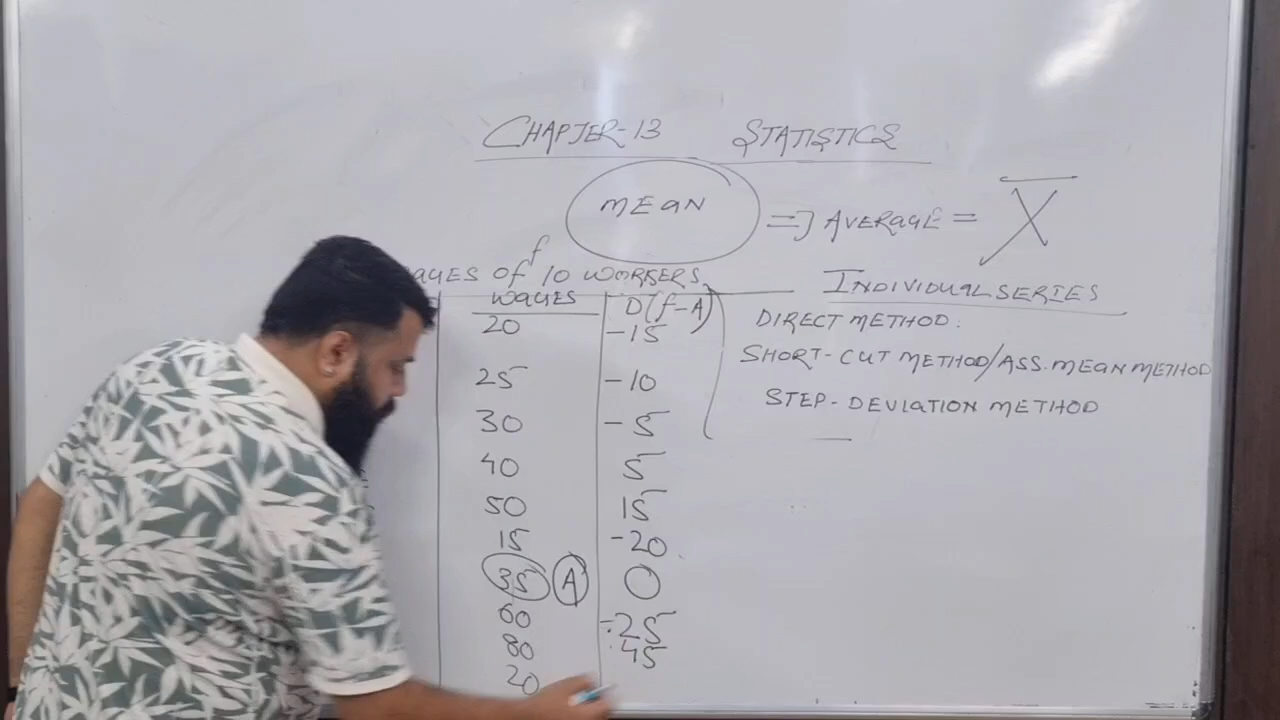 CHAPTER-13 STATISTICS
MEAN => AVERAGE = X
f
OF 10 WORKERS
INDIVIDUAL SERIES
WAGES D(f-A)
DIRECT METHOD:
SHORT-CUT METHOD/ASS. MEAN METHOD
STEP-DEVIATION METHOD
20 -15
25 -10
30 -5
40 5
50 15
15 -20
35 A 0
60 25
80 45
20